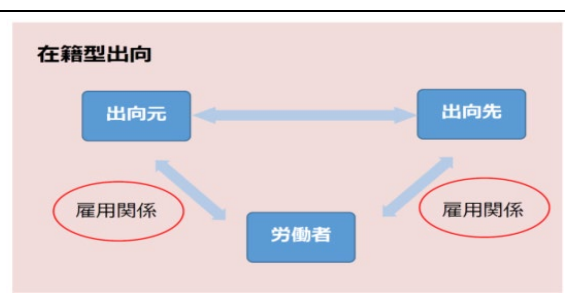 在籍型出向
出向元
出向先
雇用関係
雇用関係
労働者